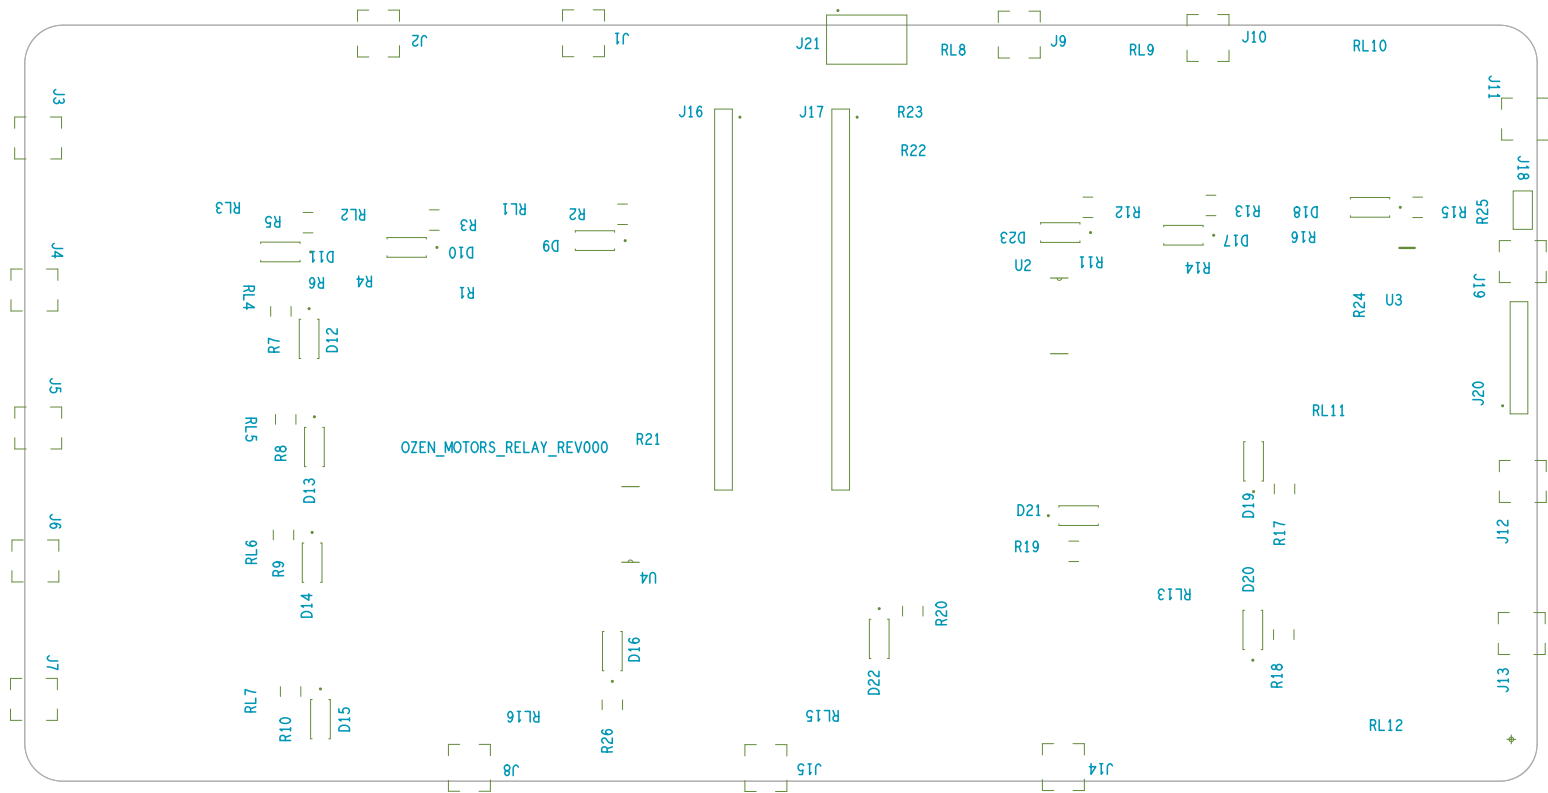 J2
J1
J21
RL8
J9
RL9
J10
RL10
J3
J16
J17
R23
J11
R22
J18
RL3
R5
RL2
R3
RL1
R2
R12
R13
D18
R15
R25
J4
D11
D10
D9
D23
D17
R16
U2
R11
R14
R6
R4
R1
J19
RL4
R24
U3
R7
D12
J5
J20
RL11
RL5
R8
OZEN_MOTORS_RELAY_REV000
R21
D13
D19
D21
J6
J12
RL6
R9
R19
R17
U4
D20
D14
RL13
R20
D16
J7
D22
R18
J13
RL7
R10
D15
RL16
RL15
RL12
R26
J8
J15
J14